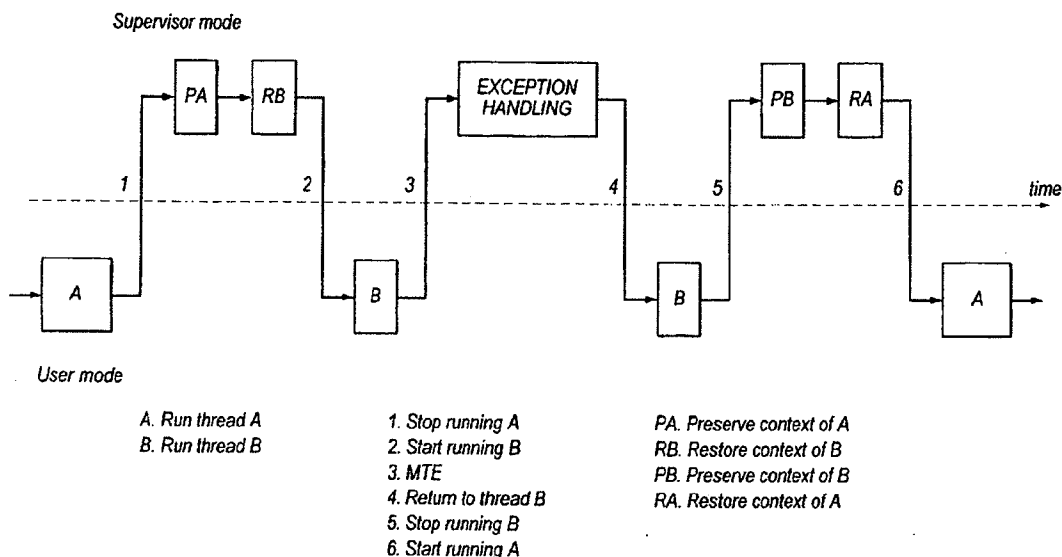 Supervisor mode
PA
RB
EXCEPTION
HANDLING
PB
RA
1
2
3
4
5
6
time
A
B
B
A
User mode
A. Run thread A
B. Run thread B
1. Stop running A
2. Start running B
3. MTE
4. Return to thread B
5. Stop running B
6. Start running A
PA. Preserve context of A
RB. Restore context of B
PB. Preserve context of B
RA. Restore context of A